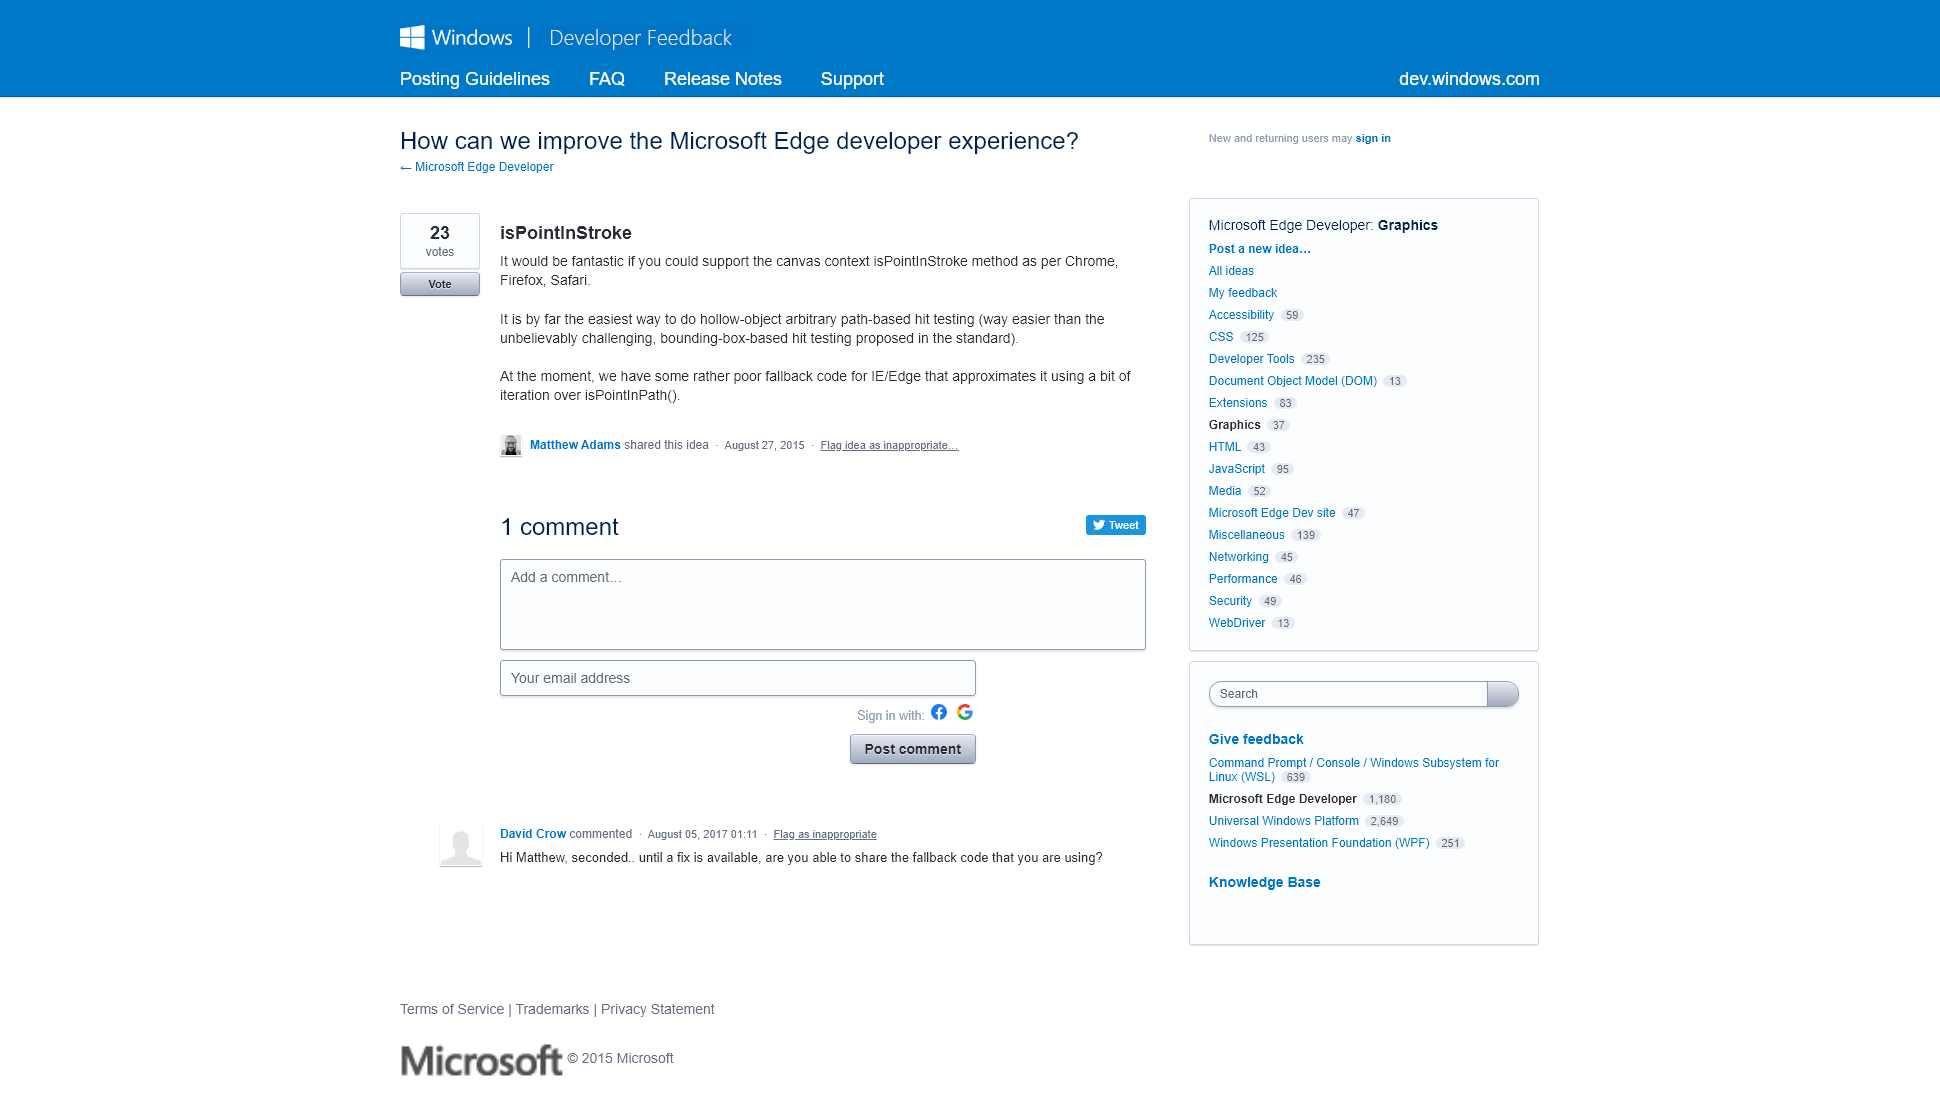 Windows | Developer Feedback
Posting Guidelines FAQ Release Notes Support dev.windows.com
How can we improve the Microsoft Edge developer experience?
← Microsoft Edge Developer
New and returning users may sign in
23
votes
Vote
isPointInStroke
It would be fantastic if you could support the canvas context isPointInStroke method as per Chrome,
Firefox, Safari.
It is by far the easiest way to do hollow-object arbitrary path-based hit testing (way easier than the
unbelievably challenging, bounding-box-based hit testing proposed in the standard).
At the moment, we have some rather poor fallback code for IE/Edge that approximates it using a bit of
iteration over isPointInPath().
Matthew Adams shared this idea · August 27, 2015 · Flag idea as inappropriate…
1 comment
Tweet
Add a comment…
Your email address
Sign in with:
Post comment
David Crow commented · August 05, 2017 01:11 · Flag as inappropriate
Hi Matthew, seconded.. until a fix is available, are you able to share the fallback code that you are using?
Microsoft Edge Developer: Graphics
Post a new idea…
All ideas
My feedback
Accessibility 59
CSS 125
Developer Tools 235
Document Object Model (DOM) 13
Extensions 83
Graphics 37
HTML 43
JavaScript 95
Media 52
Microsoft Edge Dev site 47
Miscellaneous 139
Networking 45
Performance 46
Security 49
WebDriver 13
Search
Give feedback
Command Prompt / Console / Windows Subsystem for
Linux (WSL) 639
Microsoft Edge Developer 1,180
Universal Windows Platform 2,649
Windows Presentation Foundation (WPF) 251
Knowledge Base
Terms of Service | Trademarks | Privacy Statement
Microsoft © 2015 Microsoft